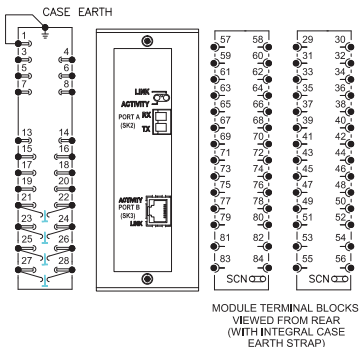 CASE EARTH
1
3 4
5 6
7 8
13 14
15 16
17 18
19 20
21 22
23 24
25 26
27 28
LINK
ACTIVITY
PORT A RX
(SK2) TX
ACTIVITY
PORT B
(SK3)
LINK
57 58
59 60
61 62
63 64
65 66
67 68
69 70
71 72
73 74
75 76
77 78
79 80
81 82
83 84
SCN
29 30
31 32
33 34
35 36
37 38
39 40
41 42
43 44
45 46
47 48
49 50
51 52
53 54
55 56
SCN
MODULE TERMINAL BLOCKS
VIEWED FROM REAR
(WITH INTEGRAL CASE
EARTH STRAP)